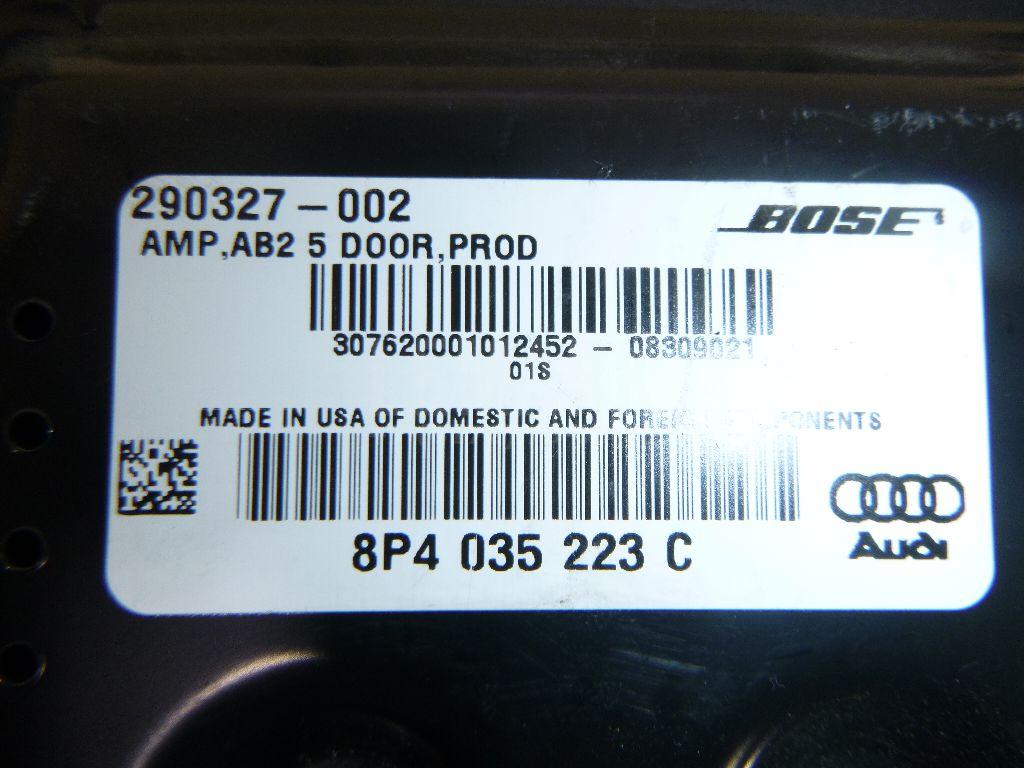 290327-002
BOSE
AMP,AB2 5 DOOR,PROD
307620001012452 - 08309021
01S
MADE IN USA OF DOMESTIC AND
8P4 035 223 C
Audi